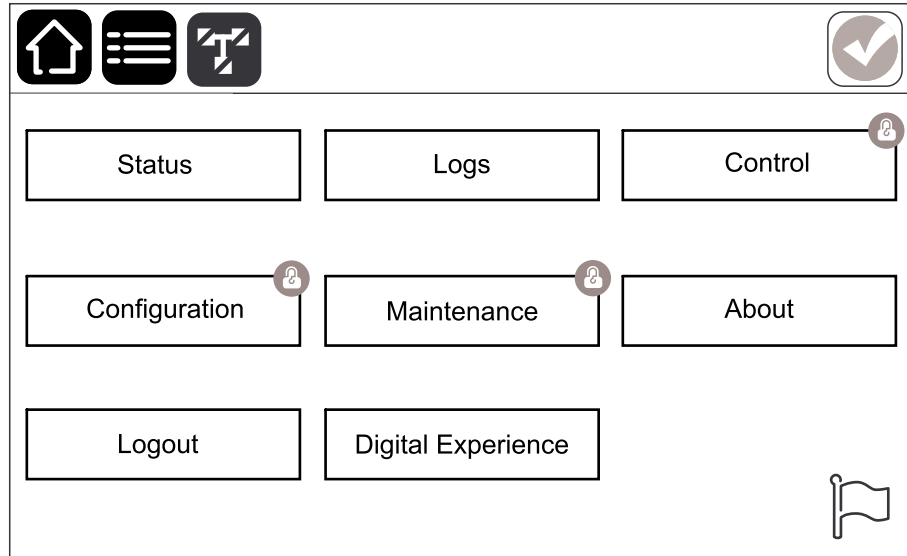 Status
Logs
Control
Configuration
Maintenance
About
Logout
Digital Experience